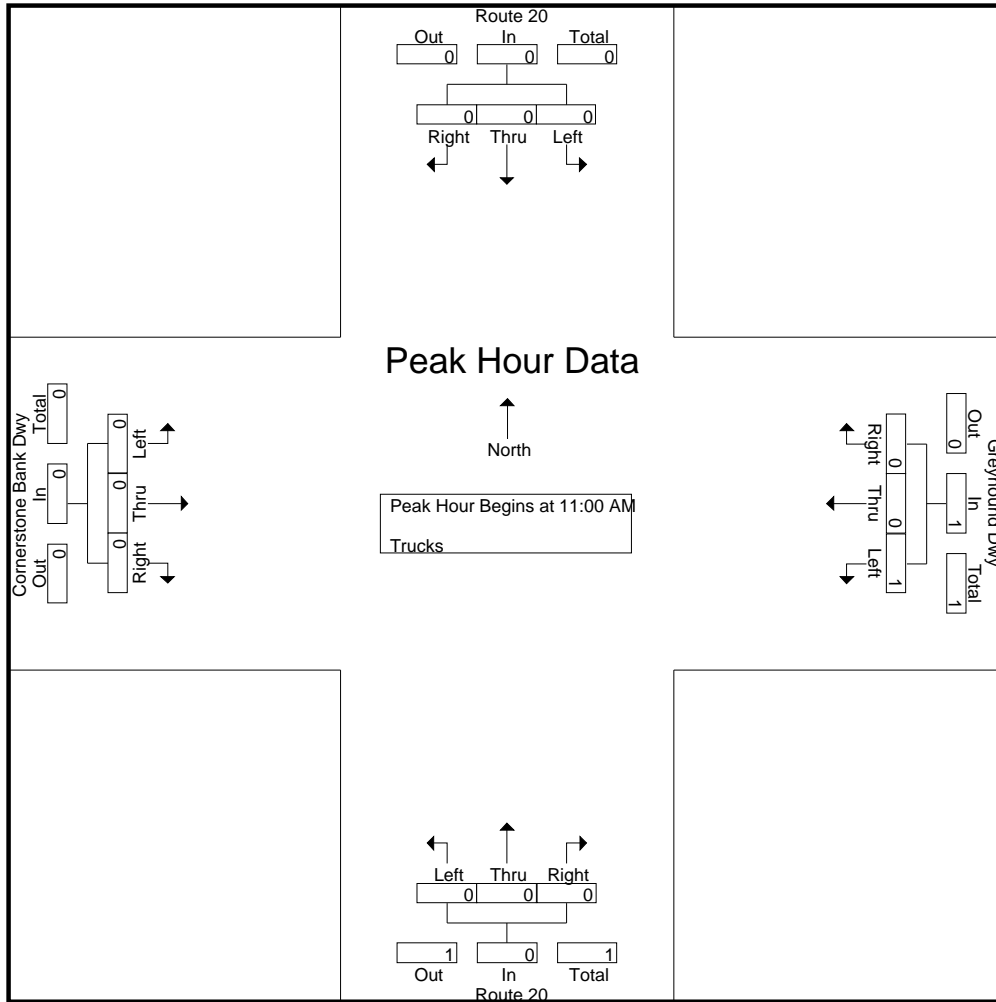 Route 20
Out In Total
0 0 0
0 0 0
Right Thru Left
Peak Hour Data
North
Peak Hour Begins at 11:00 AM
Trucks
Cornerstone Bank Dwy
Out In Total
0 0 0
Right Thru Left
0 0 0
Greyhound Dwy
Out In Total
0 1 1
0 0 1
Right Thru Left
Left Thru Right
0 0 0
1 0 1
Out In Total
Route 20